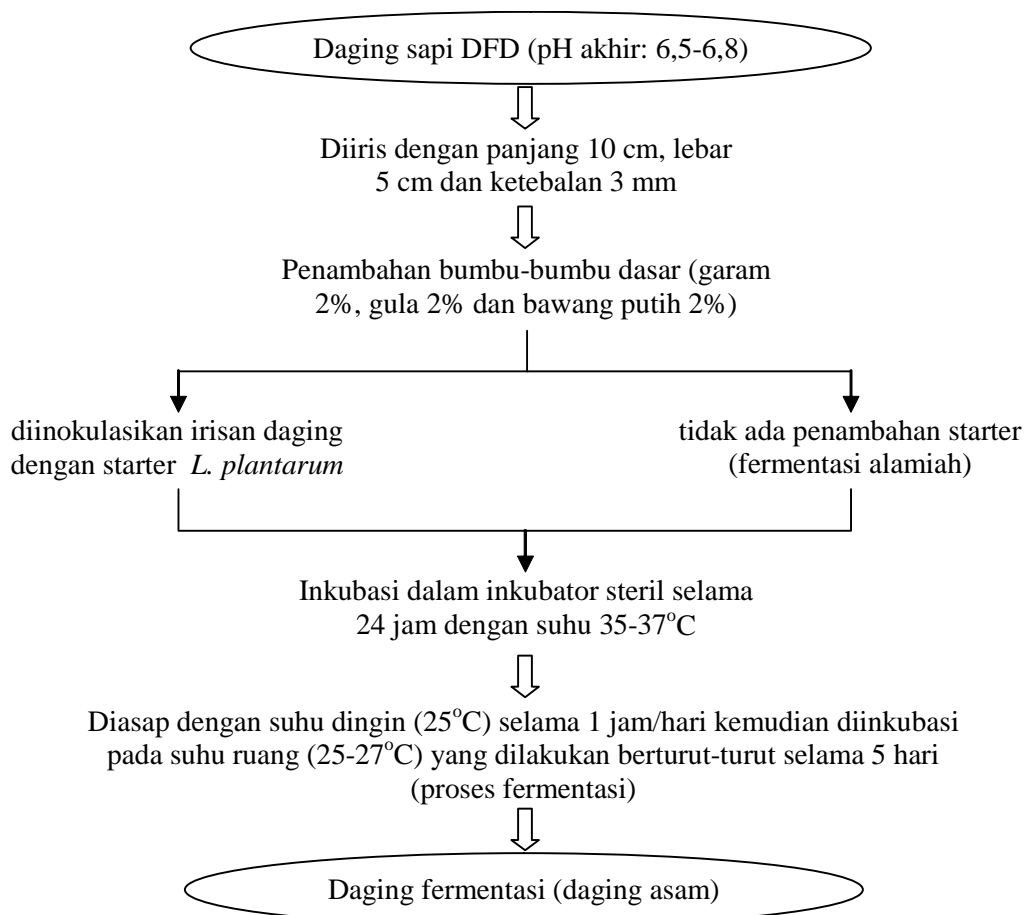 Daging sapi DFD (pH akhir: 6,5-6,8)
Diiris dengan panjang 10 cm, lebar
5 cm dan ketebalan 3 mm
Penambahan bumbu-bumbu dasar (garam
2%, gula 2% dan bawang putih 2%)
diinokulasikan irisan daging
dengan starter L. plantarum
tidak ada penambahan starter
(fermentasi alamiah)
Inkubasi dalam inkubator steril selama
24 jam dengan suhu 35-37°C
Diasap dengan suhu dingin (25°C) selama 1 jam/hari kemudian diinkubasi
pada suhu ruang (25-27°C) yang dilakukan berturut-turut selama 5 hari
(proses fermentasi)
Daging fermentasi (daging asam)